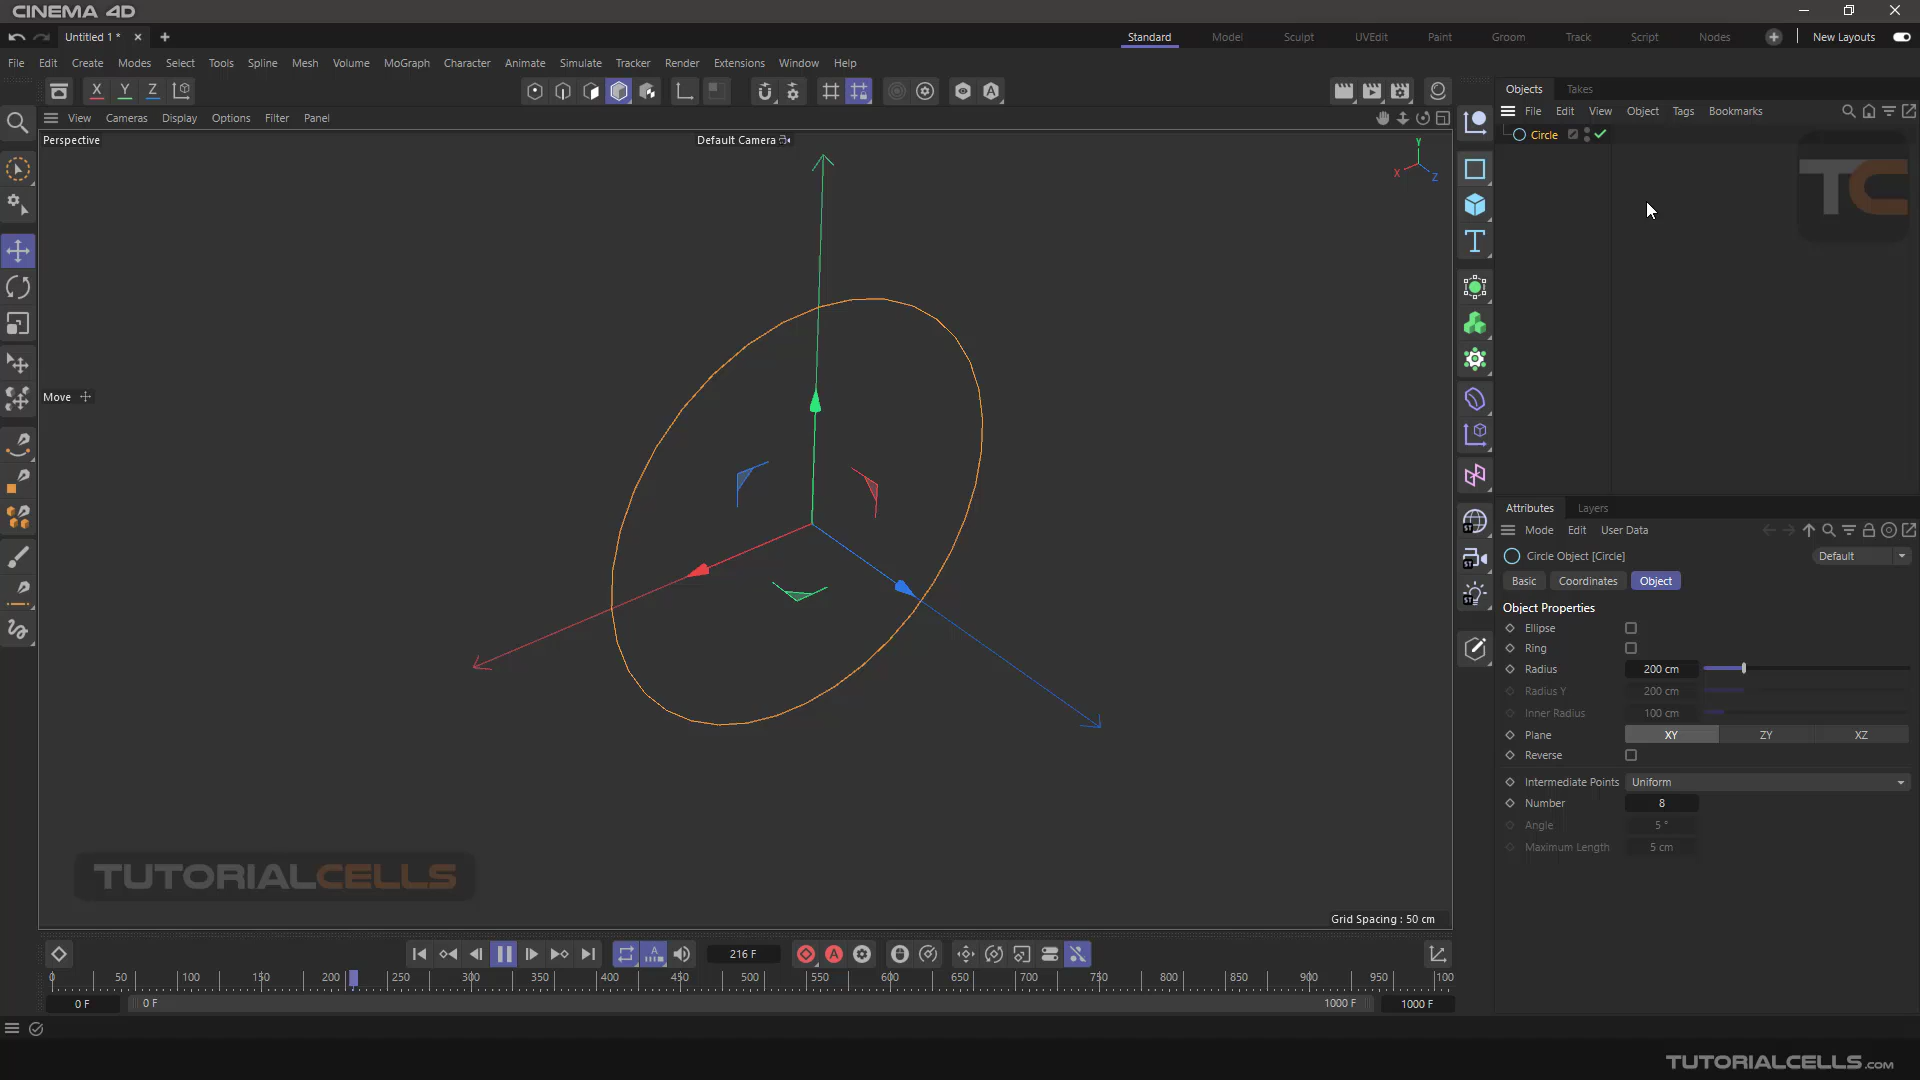 CINEMA 4D
Untitled 1 *
Standard Model Sculpt UVEdit Paint Groom Track Script Nodes New Layouts
File Edit Create Modes Select Tools Spline Mesh Volume MoGraph Character Animate Simulate Tracker Render Extensions Window Help
X Y Z
Objects Takes
View Cameras Display Options Filter Panel
File Edit View Object Tags Bookmarks
Perspective
Default Camera
Y
X
Z
Circle
TC
Move
Attributes Layers
Mode Edit User Data
Circle Object [Circle]
Default
Basic Coordinates Object
Object Properties
Ellipse
Ring
Radius 200 cm
Radius Y 200 cm
Inner Radius 100 cm
Plane XY ZY XZ
Reverse
Intermediate Points Uniform
Number 8
Angle 5 °
Maximum Length 5 cm
TUTORIALCELLS
Grid Spacing : 50 cm
216 F
0 50 100 150 200 250 300 350 400 450 500 550 600 650 700 750 800 850 900 950 100
0 F 0 F 1000 F 1000 F
TUTORIALCELLS.com